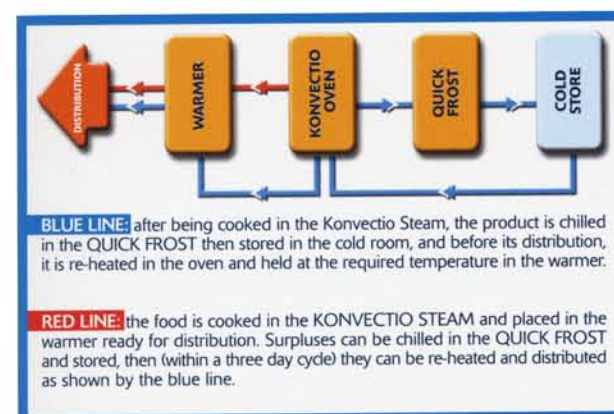 DISTRIBUTION
WARMER
KONVECTIO
OVEN
QUICK
FROST
COLD
STORE
BLUE LINE: after being cooked in the Konvectio Steam, the product is chilled
in the QUICK FROST then stored in the cold room, and before its distribution,
it is re-heated in the oven and held at the required temperature in the warmer.
RED LINE: the food is cooked in the KONVECTIO STEAM and placed in the
warmer ready for distribution. Surpluses can be chilled in the QUICK FROST
and stored, then (within a three day cycle) they can be re-heated and distributed
as shown by the blue line.